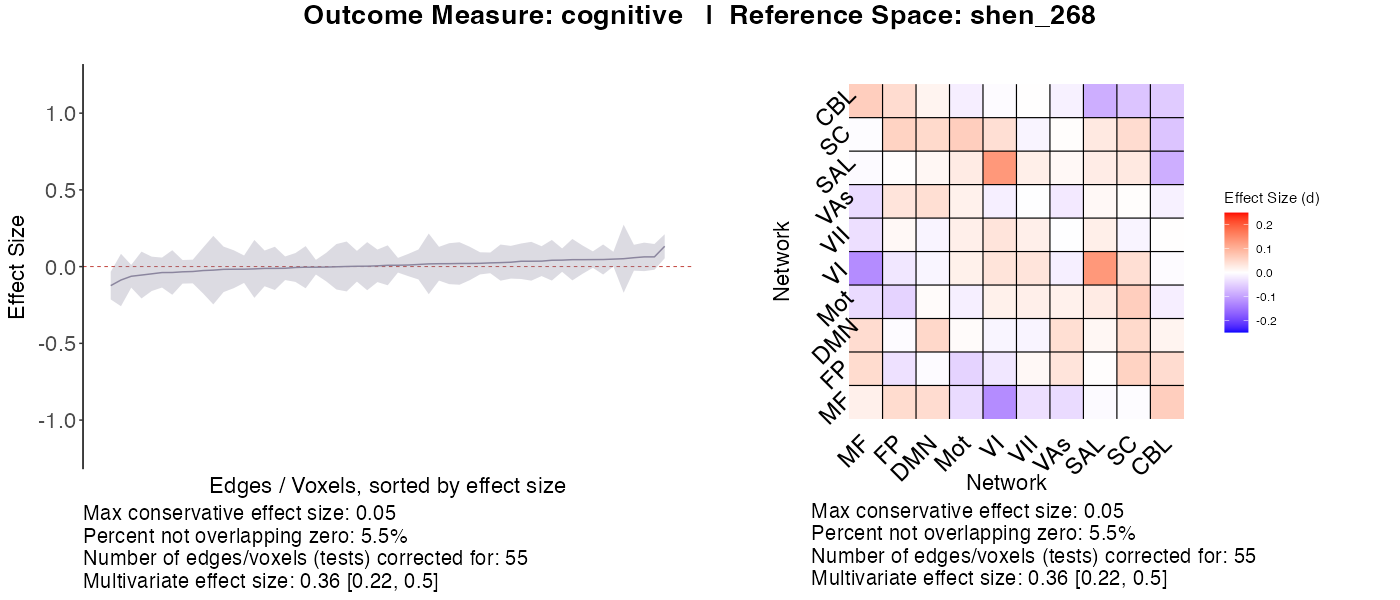 Outcome Measure: cognitive | Reference Space: shen_268
Effect Size
1.0
0.5
0.0
-0.5
-1.0
Edges / Voxels, sorted by effect size
Max conservative effect size: 0.05
Percent not overlapping zero: 5.5%
Number of edges/voxels (tests) corrected for: 55
Multivariate effect size: 0.36 [0.22, 0.5]
Network
CBL
SC
SAL
VAs
VII
VI
Mot
DMN
FP
MF
MF
FP
DMN
Mot
VI
VII
VAs
SAL
SC
CBL
Network
Max conservative effect size: 0.05
Percent not overlapping zero: 5.5%
Number of edges/voxels (tests) corrected for: 55
Multivariate effect size: 0.36 [0.22, 0.5]
Effect Size (d)
0.2
0.1
0.0
-0.1
-0.2